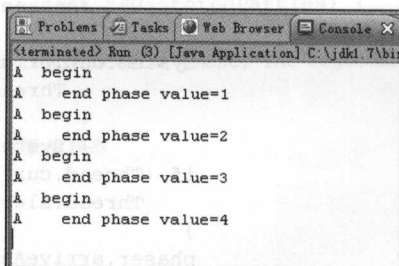 Problems Tasks Web Browser Console
<terminated> Run (3) [Java Application] C:\jdk1.7\bin
A begin
A end phase value=1
A begin
A end phase value=2
A begin
A end phase value=3
A begin
A end phase value=4